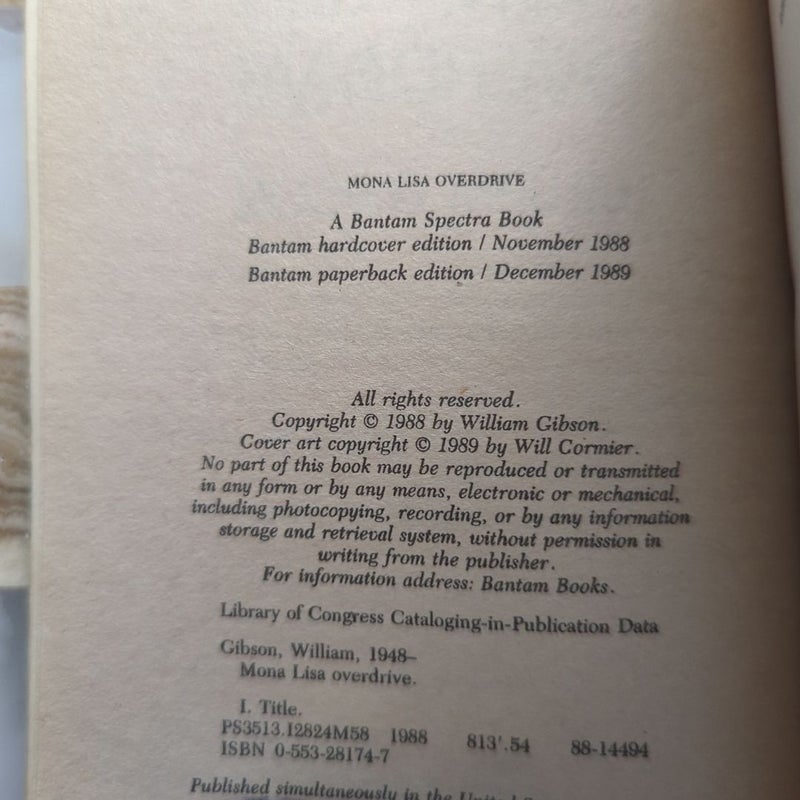 MONA LISA OVERDRIVE
A Bantam Spectra Book
Bantam hardcover edition / November 1988
Bantam paperback edition / December 1989
All rights reserved.
Copyright © 1988 by William Gibson.
Cover art copyright © 1989 by Will Cormier.
No part of this book may be reproduced or transmitted
in any form or by any means, electronic or mechanical,
including photocopying, recording, or by any information
storage and retrieval system, without permission in
writing from the publisher.
For information address: Bantam Books.
Library of Congress Cataloging-in-Publication Data
Gibson, William, 1948–
Mona Lisa overdrive.
I. Title.
PS3513.I2824M58 1988 813'.54 88-14494
ISBN 0-553-28174-7
Published simultaneously in the